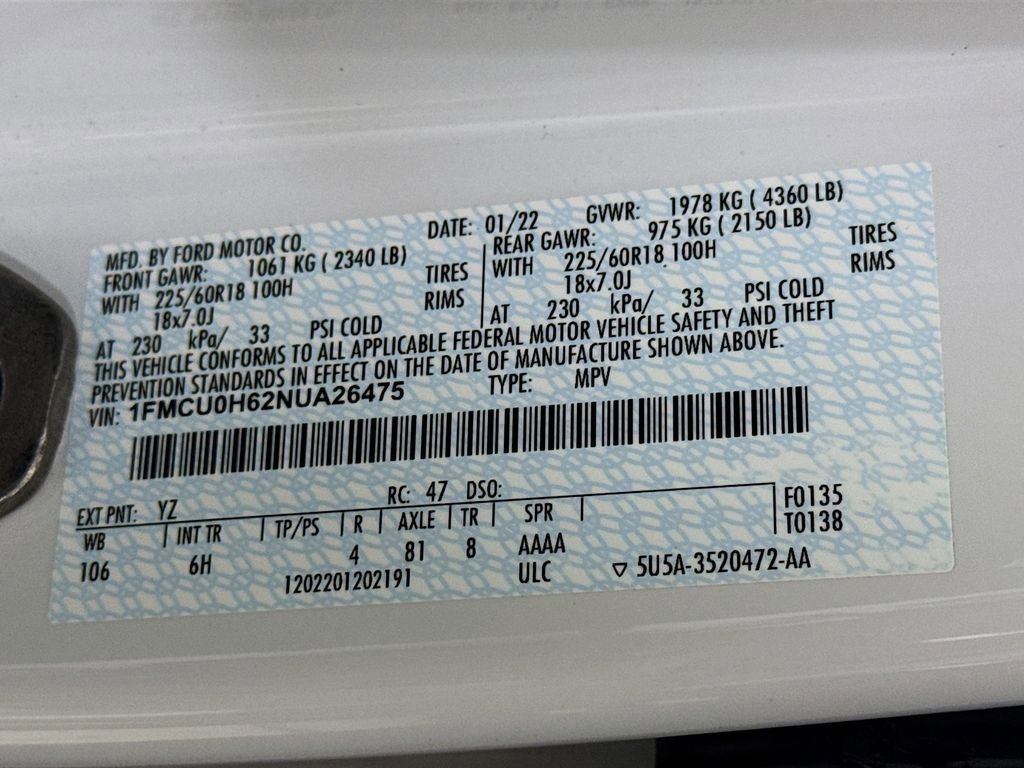 MFD. BY FORD MOTOR CO. DATE: 01/22 GVWR: 1978 KG ( 4360 LB)
FRONT GAWR: 1061 KG ( 2340 LB) REAR GAWR: 975 KG ( 2150 LB)
WITH 225/60R18 100H TIRES WITH 225/60R18 100H TIRES
18x7.0J RIMS 18x7.0J RIMS
AT 230 kPa/ 33 PSI COLD AT 230 kPa/ 33 PSI COLD
THIS VEHICLE CONFORMS TO ALL APPLICABLE FEDERAL MOTOR VEHICLE SAFETY AND THEFT
PREVENTION STANDARDS IN EFFECT ON THE DATE OF MANUFACTURE SHOWN ABOVE.
VIN: 1FMCU0H62NUA26475 TYPE: MPV
EXT PNT: YZ RC: 47 DSO: F0135
WB INT TR TP/PS R AXLE TR SPR T0138
106 6H 4 81 8 AAAA
1202201202191 ULC ▽ 5U5A-3520472-AA